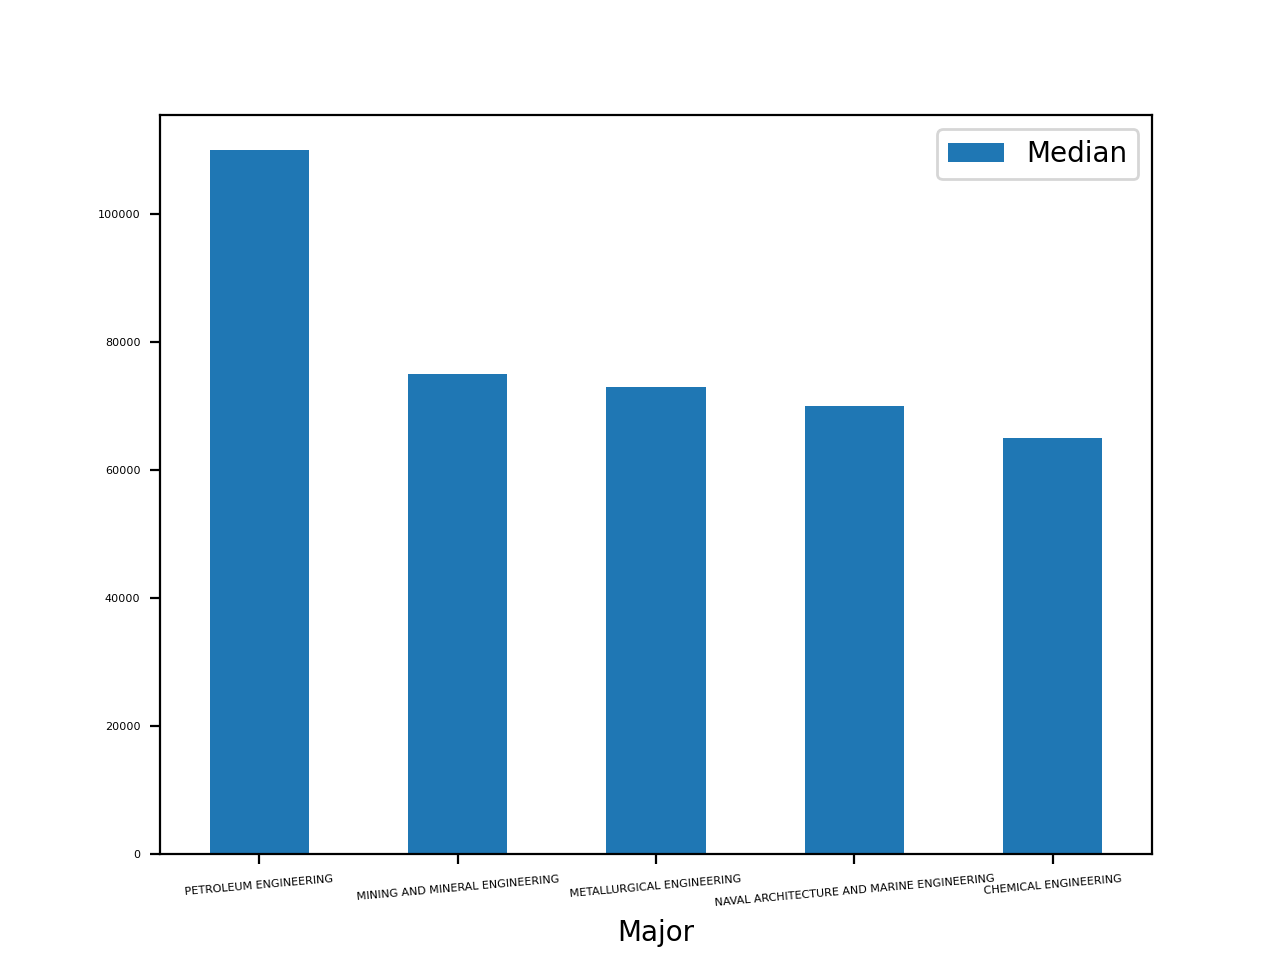 Median
100000
80000
60000
40000
20000
0
PETROLEUM ENGINEERING
MINING AND MINERAL ENGINEERING
METALLURGICAL ENGINEERING
NAVAL ARCHITECTURE AND MARINE ENGINEERING
CHEMICAL ENGINEERING
Major